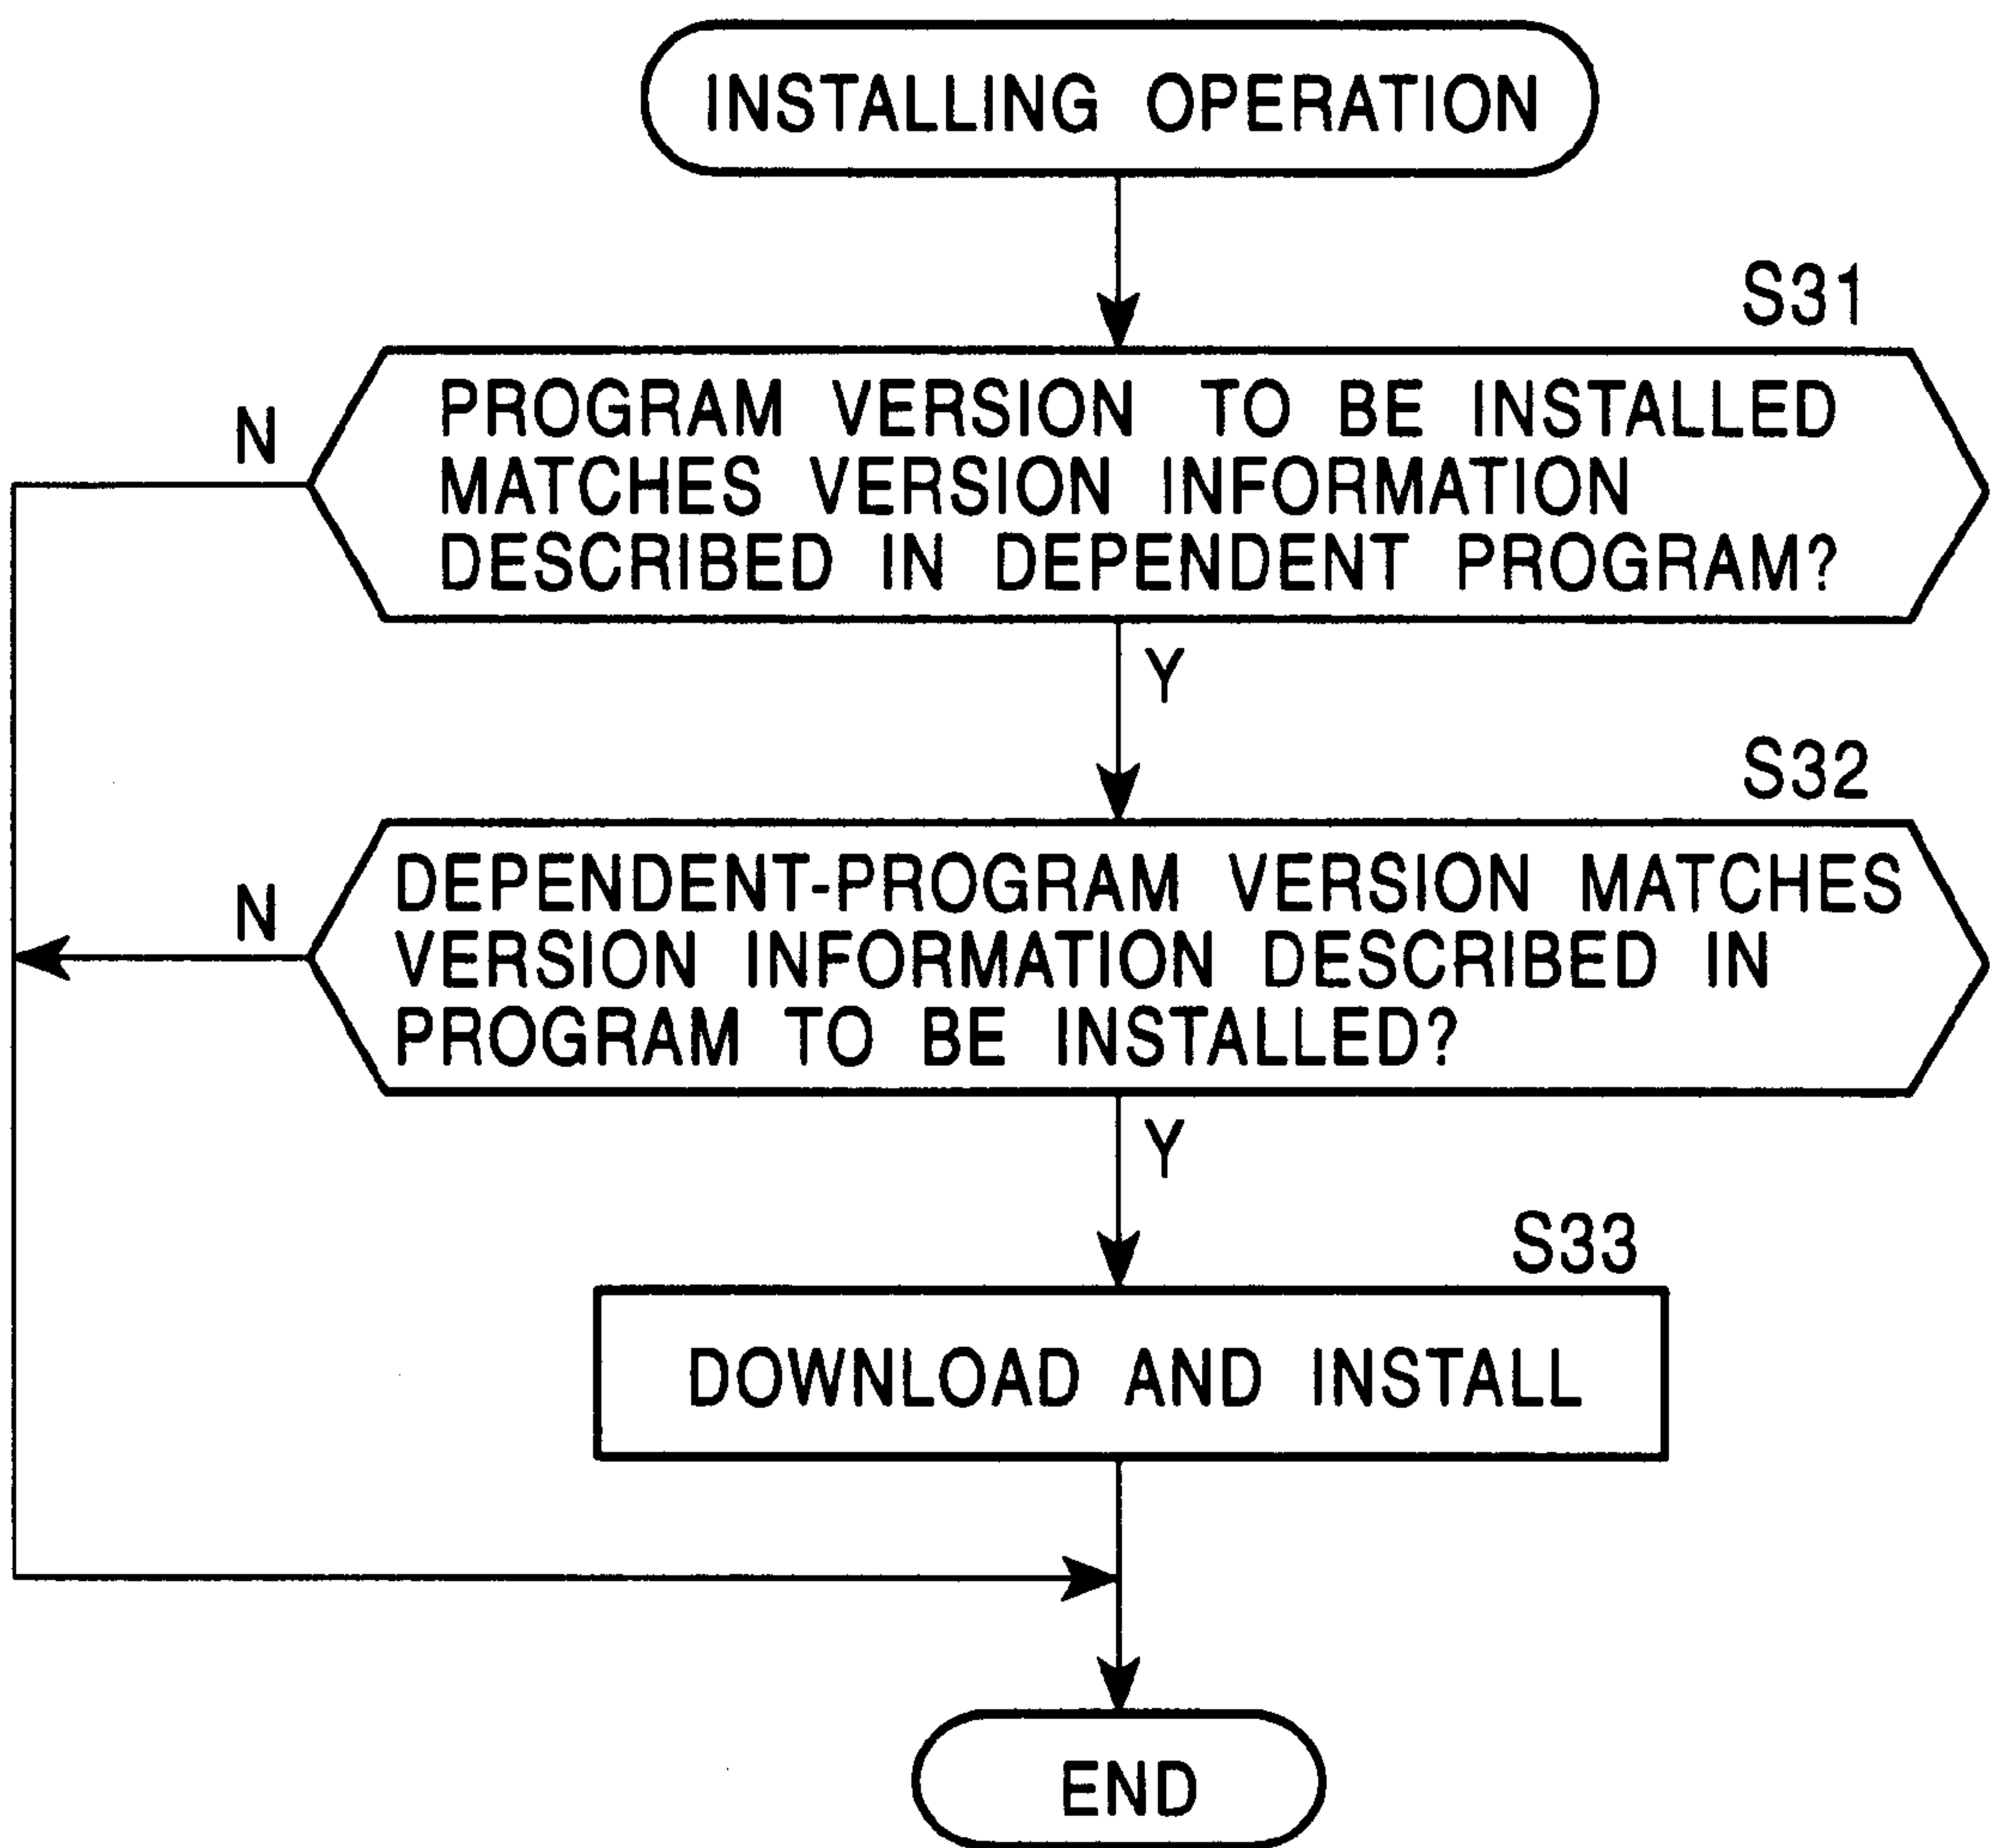 INSTALLING OPERATION
S31
N
PROGRAM VERSION TO BE INSTALLED
MATCHES VERSION INFORMATION
DESCRIBED IN DEPENDENT PROGRAM?
Y
S32
N
DEPENDENT-PROGRAM VERSION MATCHES
VERSION INFORMATION DESCRIBED IN
PROGRAM TO BE INSTALLED?
Y
S33
DOWNLOAD AND INSTALL
END